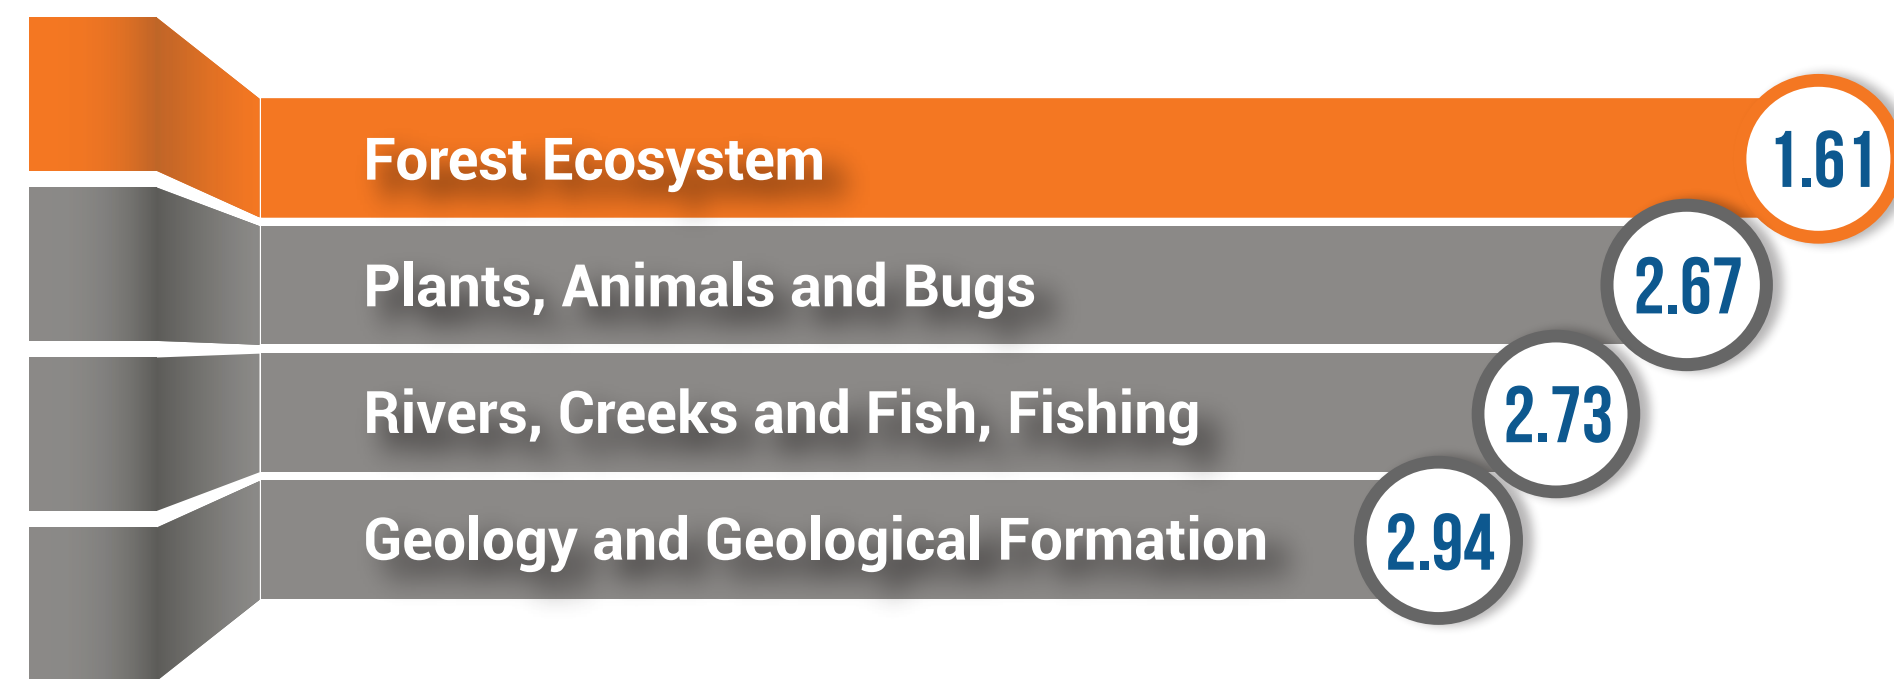 Forest Ecosystem 1.61
Plants, Animals and Bugs 2.67
Rivers, Creeks and Fish, Fishing 2.73
Geology and Geological Formation 2.94